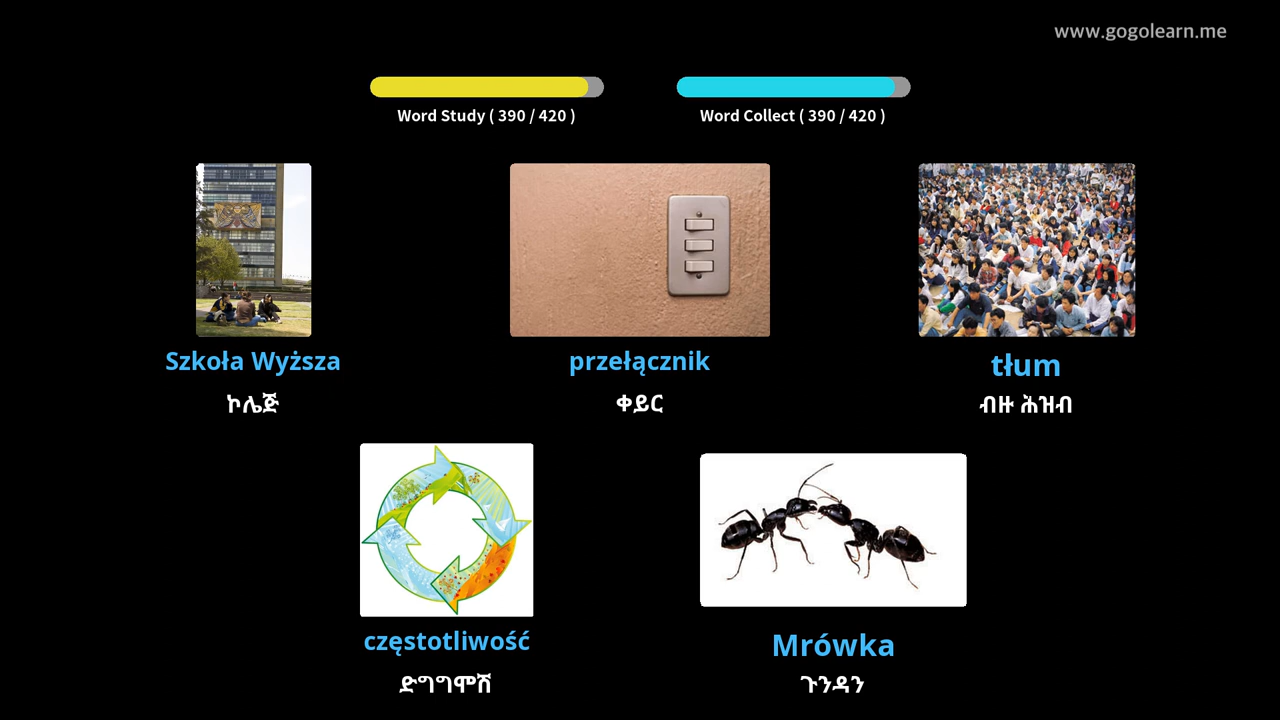 www.gogolearn.me
Word Study ( 390 / 420 )
Word Collect ( 390 / 420 )
Szkoła Wyższa
ኮሌጅ
przełącznik
ቀይር
tłum
ብዙ ሕዝብ
częstotliwość
ድግግሞሽ
Mrówka
ጉንዳን